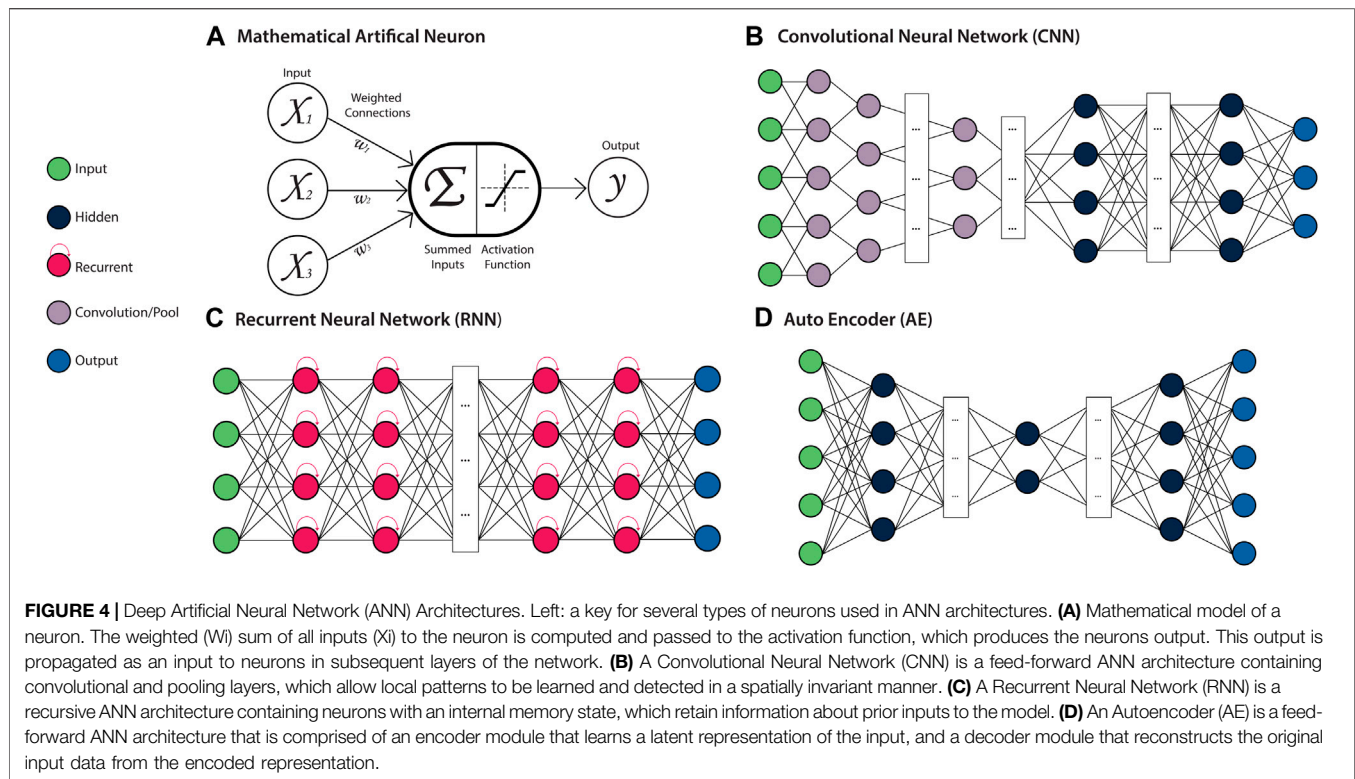 A Mathematical Artifical Neuron
Input
X1
Weighted
Connections
w1
X2
w2
X3
w3
Σ
Summed
Inputs
Activation
Function
Output
y
B Convolutional Neural Network (CNN)
...
...
...
...
...
...
...
...
Input
Hidden
Recurrent
Convolution/Pool
Output
C Recurrent Neural Network (RNN)
...
...
...
D Auto Encoder (AE)
...
...
...
...
...
...
FIGURE 4 | Deep Artificial Neural Network (ANN) Architectures. Left: a key for several types of neurons used in ANN architectures. (A) Mathematical model of a
neuron. The weighted (Wi) sum of all inputs (Xi) to the neuron is computed and passed to the activation function, which produces the neurons output. This output is
propagated as an input to neurons in subsequent layers of the network. (B) A Convolutional Neural Network (CNN) is a feed-forward ANN architecture containing
convolutional and pooling layers, which allow local patterns to be learned and detected in a spatially invariant manner. (C) A Recurrent Neural Network (RNN) is a
recursive ANN architecture containing neurons with an internal memory state, which retain information about prior inputs to the model. (D) An Autoencoder (AE) is a feed-
forward ANN architecture that is comprised of an encoder module that learns a latent representation of the input, and a decoder module that reconstructs the original
input data from the encoded representation.